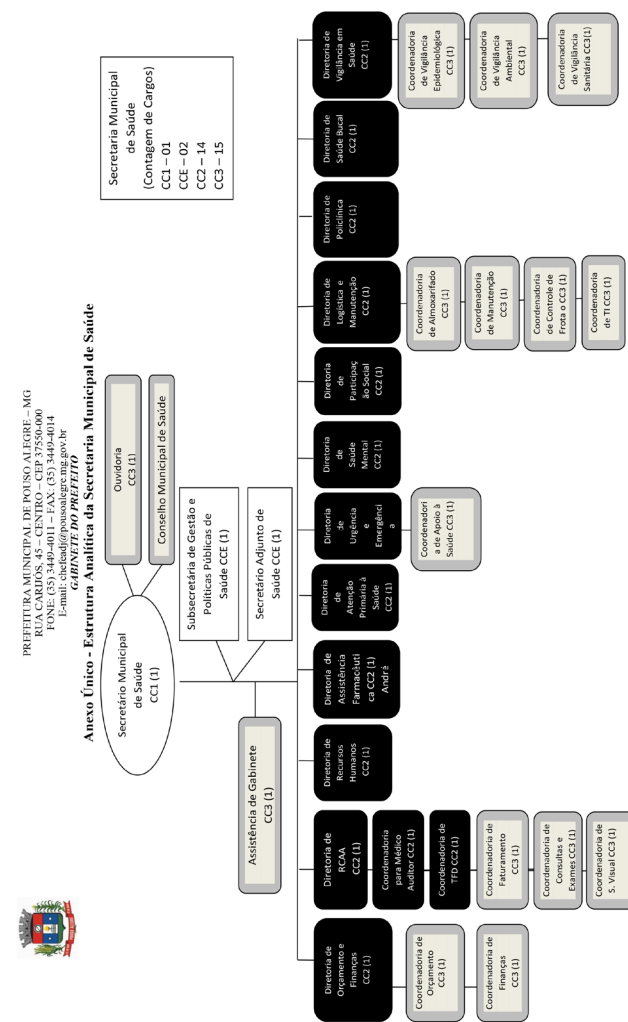 PREFEITURA MUNICIPAL DE POUSO ALEGRE – MG
RUA CARIJÓS, 45 – CENTRO – CEP 37550-000
FONE: (35) 3449-4011 – FAX: (35) 3449-4014
E-mail: chefeadj@pousoalegre.mg.gov.br
GABINETE DO PREFEITO
Anexo Único - Estrutura Analítica da Secretaria Municipal de Saúde
Secretário Municipal
de Saúde
CC1 (1)
Ouvidoria
CC3 (1)
Conselho Municipal de Saúde
Secretaria Municipal
de Saúde
(Contagem de Cargos)
CC1 – 01
CCE – 02
CC2 – 14
CC3 – 15
Subsecretária de Gestão e
Políticas Públicas de
Saúde CCE (1)
Secretário Adjunto de
Saúde CCE (1)
Assistência de Gabinete
CC3 (1)
Diretoria de
Orçamento e
Finanças
CC2 (1)
Coordenadoria de
Orçamento
CC3 (1)
Coordenadoria de
Finanças
CC3 (1)
Diretoria de
RCAA
CC2 (1)
Coordenadoria
para Médico
Auditor CC2 (1)
Coordenadoria de
TFD CC2 (1)
Coordenadoria de
Faturamento
CC3 (1)
Coordenadoria de
Consultas e
Exames CC3 (1)
Coordenadoria de
S. Visual CC3 (1)
Diretoria de
Recursos
Humanos
CC2 (1)
Diretoria de
Assistência
Farmacêuti
ca CC2 (1)
Andrá
Diretoria
de
Atenção
Primária à
Saúde
CC2 (1)
Diretoria
de
Urgência
e
Emergênci
a
Coordenadori
a de Apoio à
Saúde CC3 (1)
Diretoria
de
Saúde
Mental
CC2 (1)
Diretoria
de
Participaç
ão Social
CC2 (1)
Diretoria de
Logística e
Manutenção
CC2 (1)
Coordenadoria
de Almoxarifado
CC3 (1)
Coordenadoria
de Manutenção
CC3 (1)
Coordenadoria
de Controle de
Frota o CC3 (1)
Coordenadoria
de TI CC3 (1)
Diretoria de
Policlínica
CC2 (1)
Diretoria de
Saúde Bucal
CC2 (1)
Diretoria de
Vigilância em
Saúde
CC2 (1)
Coordenadoria
de Vigilância
Epidemiológica
CC3 (1)
Coordenadoria
de Vigilância
Ambiental
CC3 (1)
Coordenadoria
de Vigilância
Sanitária CC3(1)